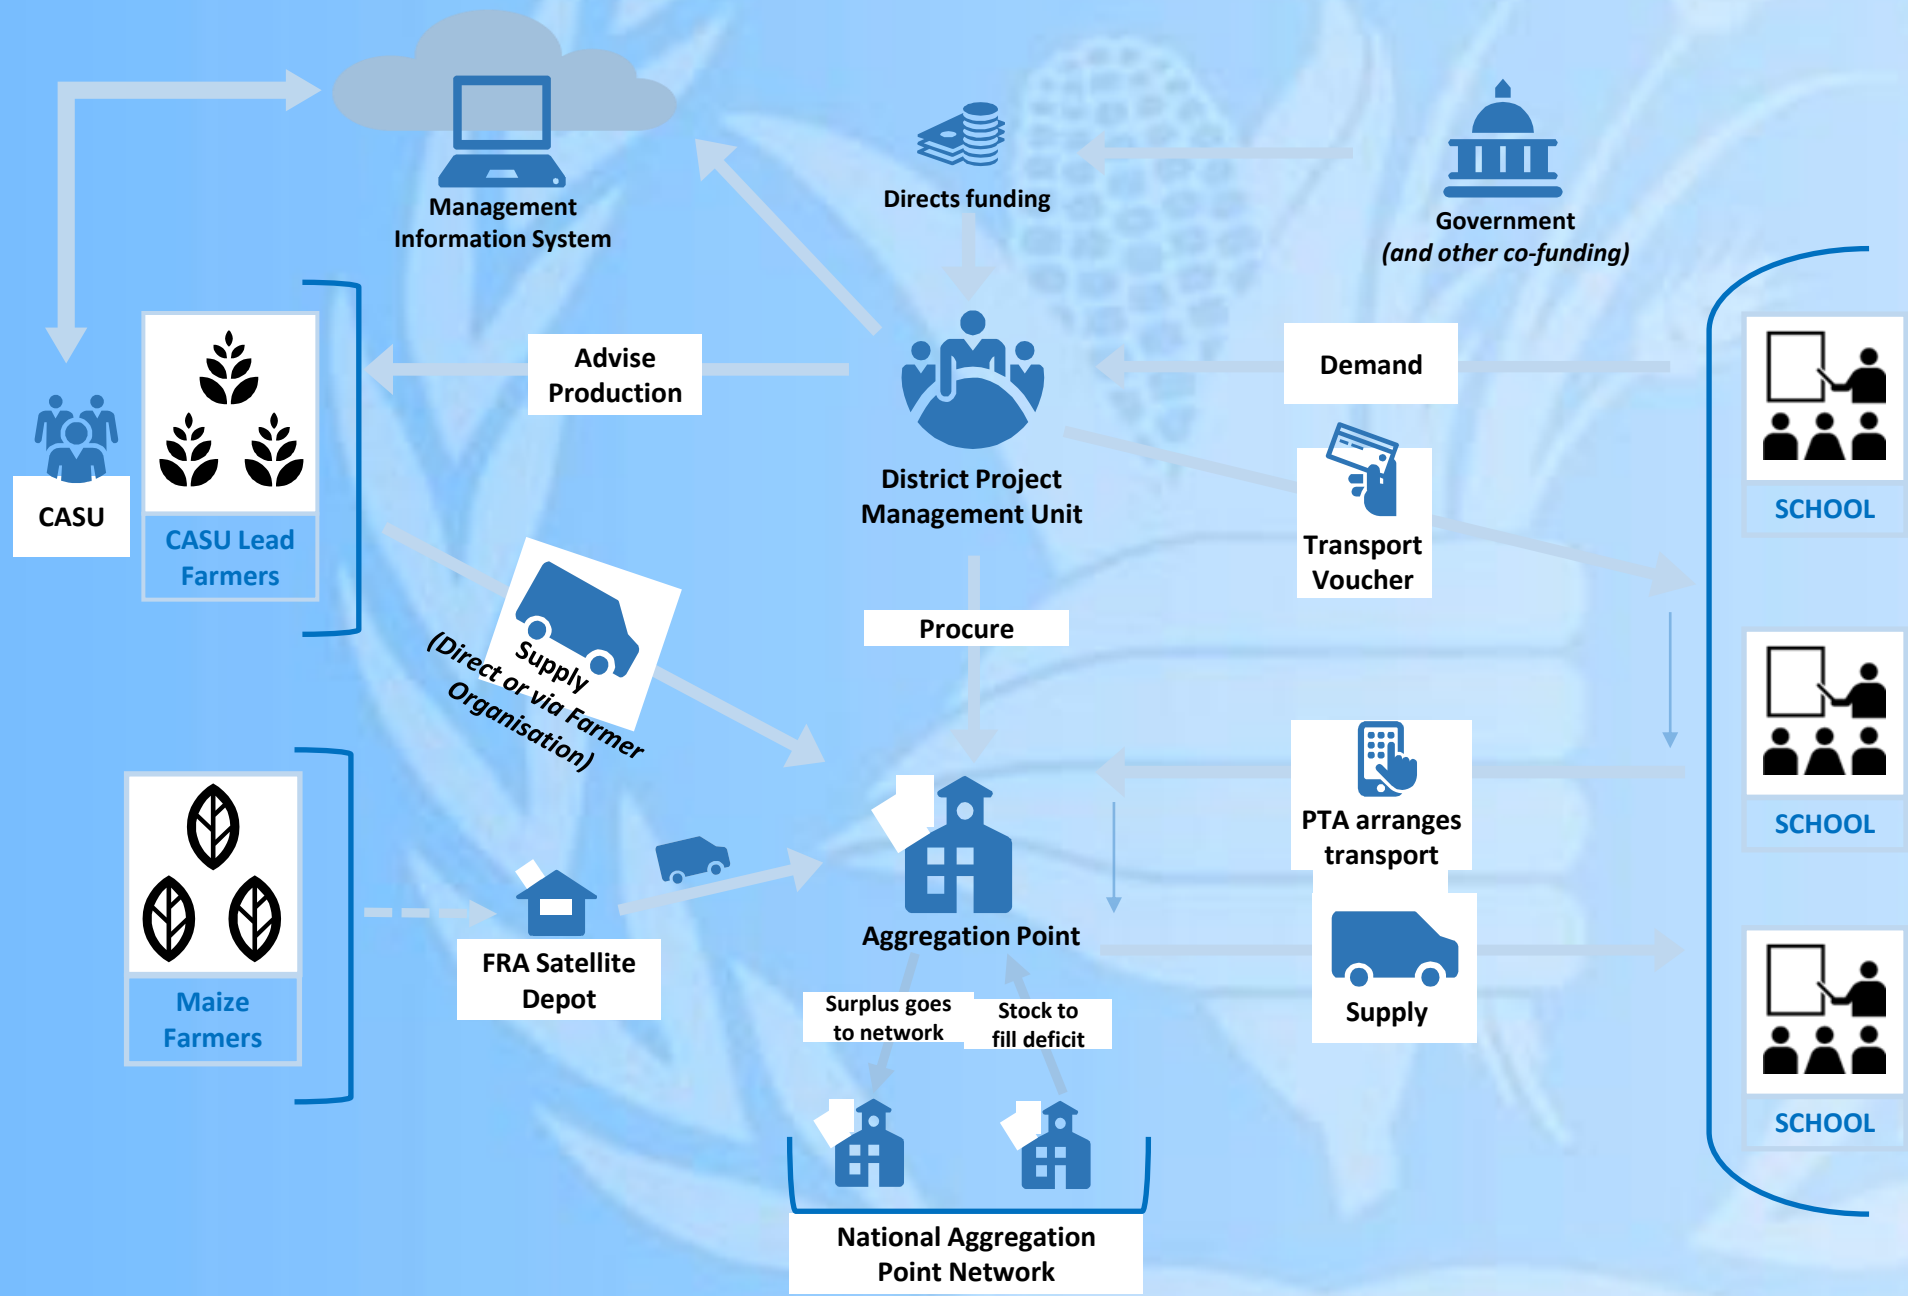 Management
Information System
Directs funding
Government
(and other co-funding)
Advise
Production
Demand
CASU
CASU Lead
Farmers
District Project
Management Unit
Transport
Voucher
SCHOOL
Supply
(Direct or via Farmer
Organisation)
Procure
PTA arranges
transport
SCHOOL
Maize
Farmers
FRA Satellite
Depot
Aggregation Point
Supply
Surplus goes
to network
Stock to
fill deficit
SCHOOL
National Aggregation
Point Network